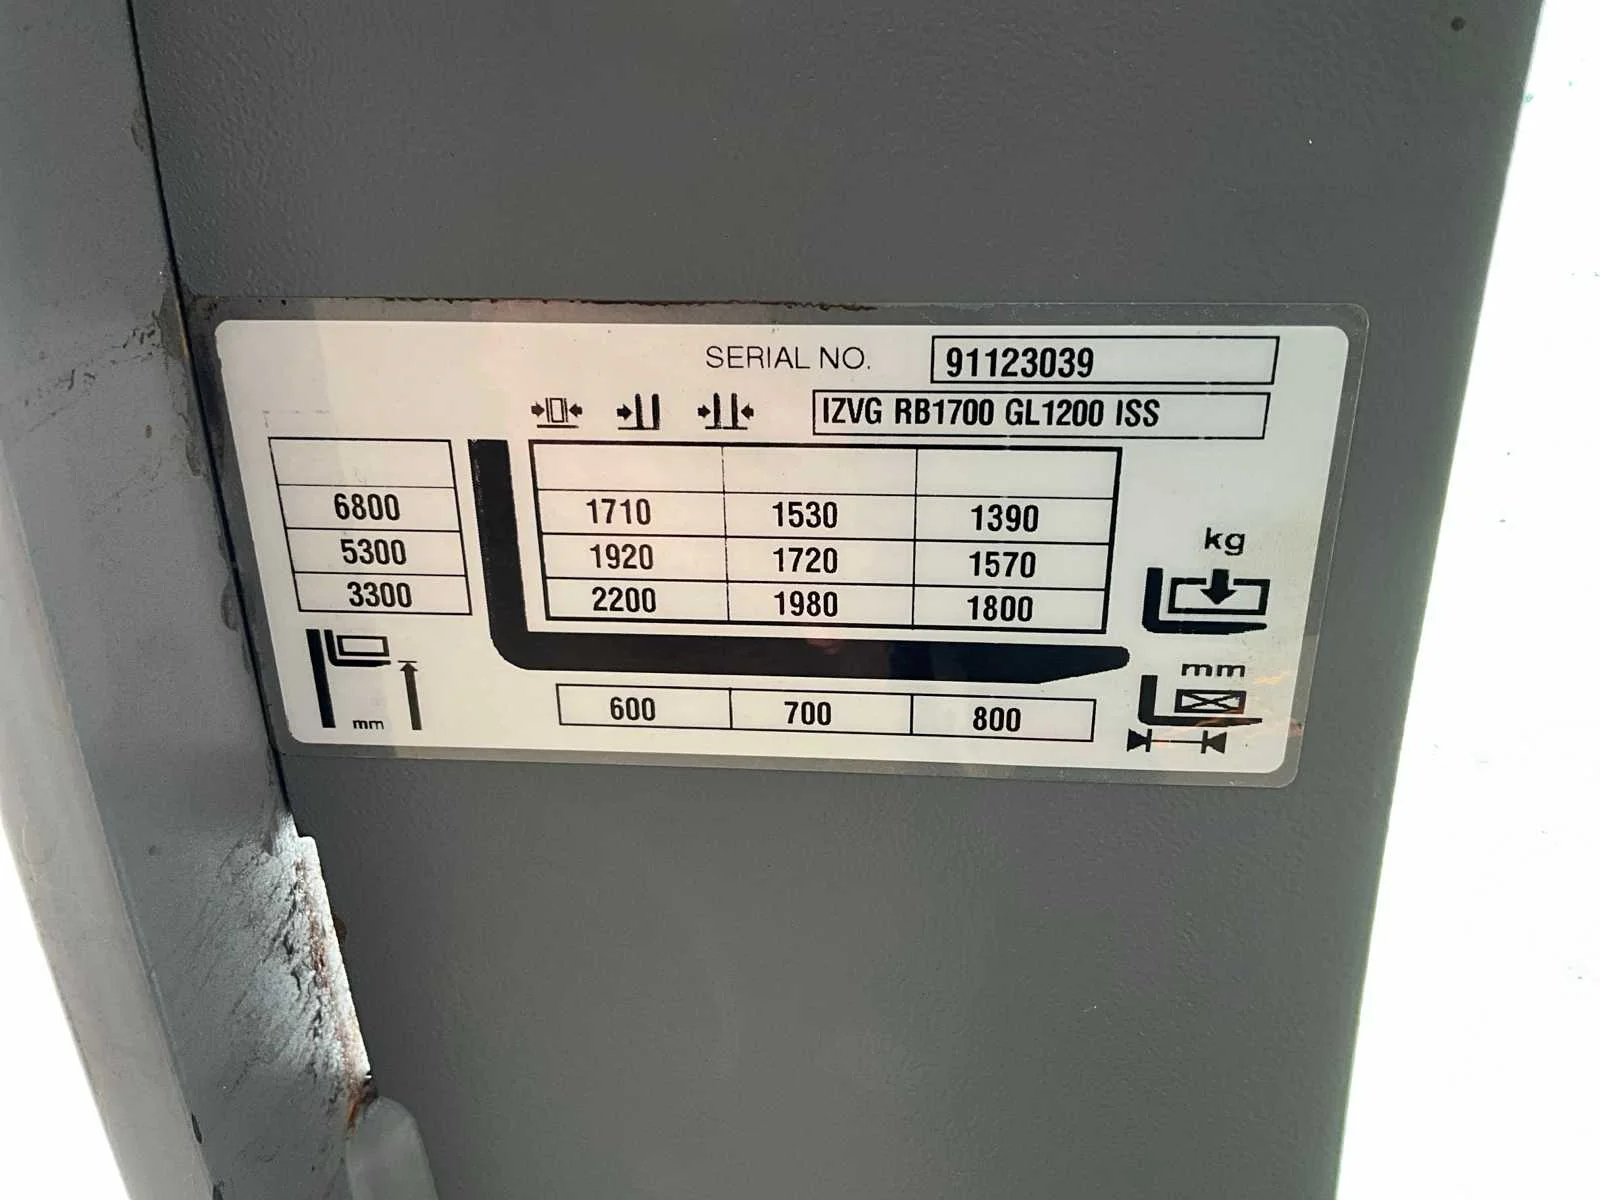 SERIAL NO. 91123039
IZVG RB1700 GL1200 ISS
6800 1710 1530 1390
kg
5300 1920 1720 1570
3300 2200 1980 1800
mm
mm
600 700 800